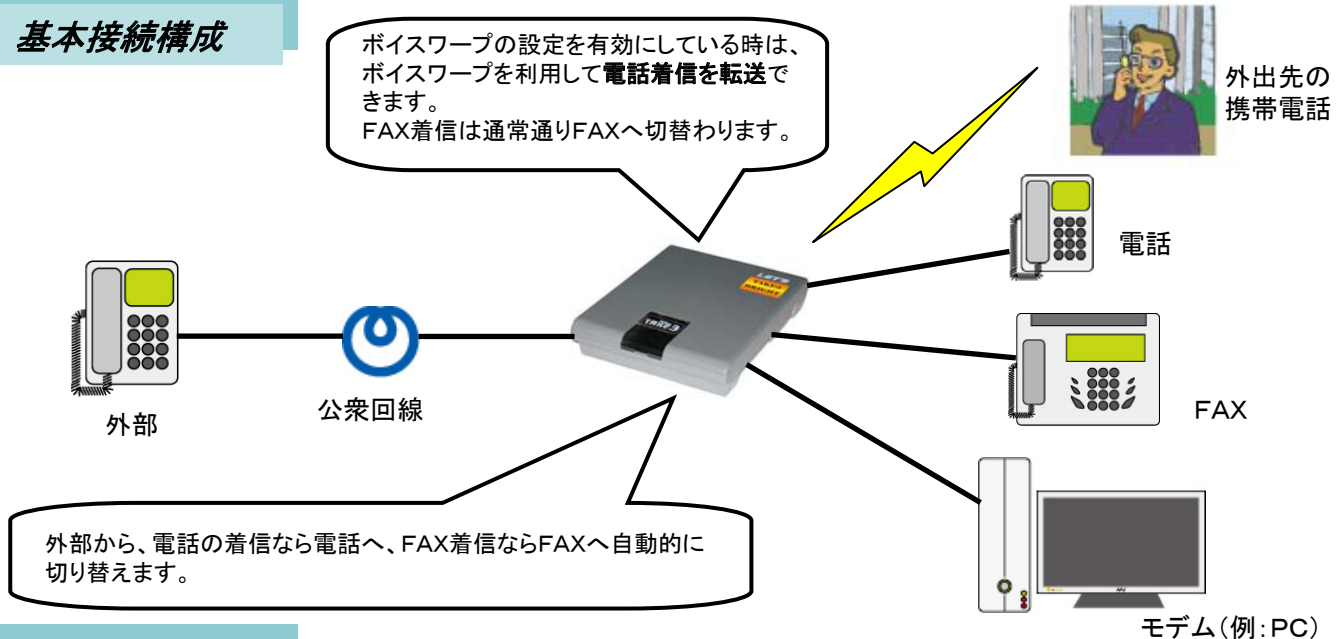 基本接続構成
ボイスワープの設定を有効にしている時は、
ボイスワープを利用して電話着信を転送で
きます。
FAX着信は通常通りFAXへ切替わります。
外出先の
携帯電話
電話
FAX
モデム（例：PC）
外部
公衆回線
LET'S
外部から、電話の着信なら電話へ、FAX着信ならFAXへ自動的に
切り替えます。